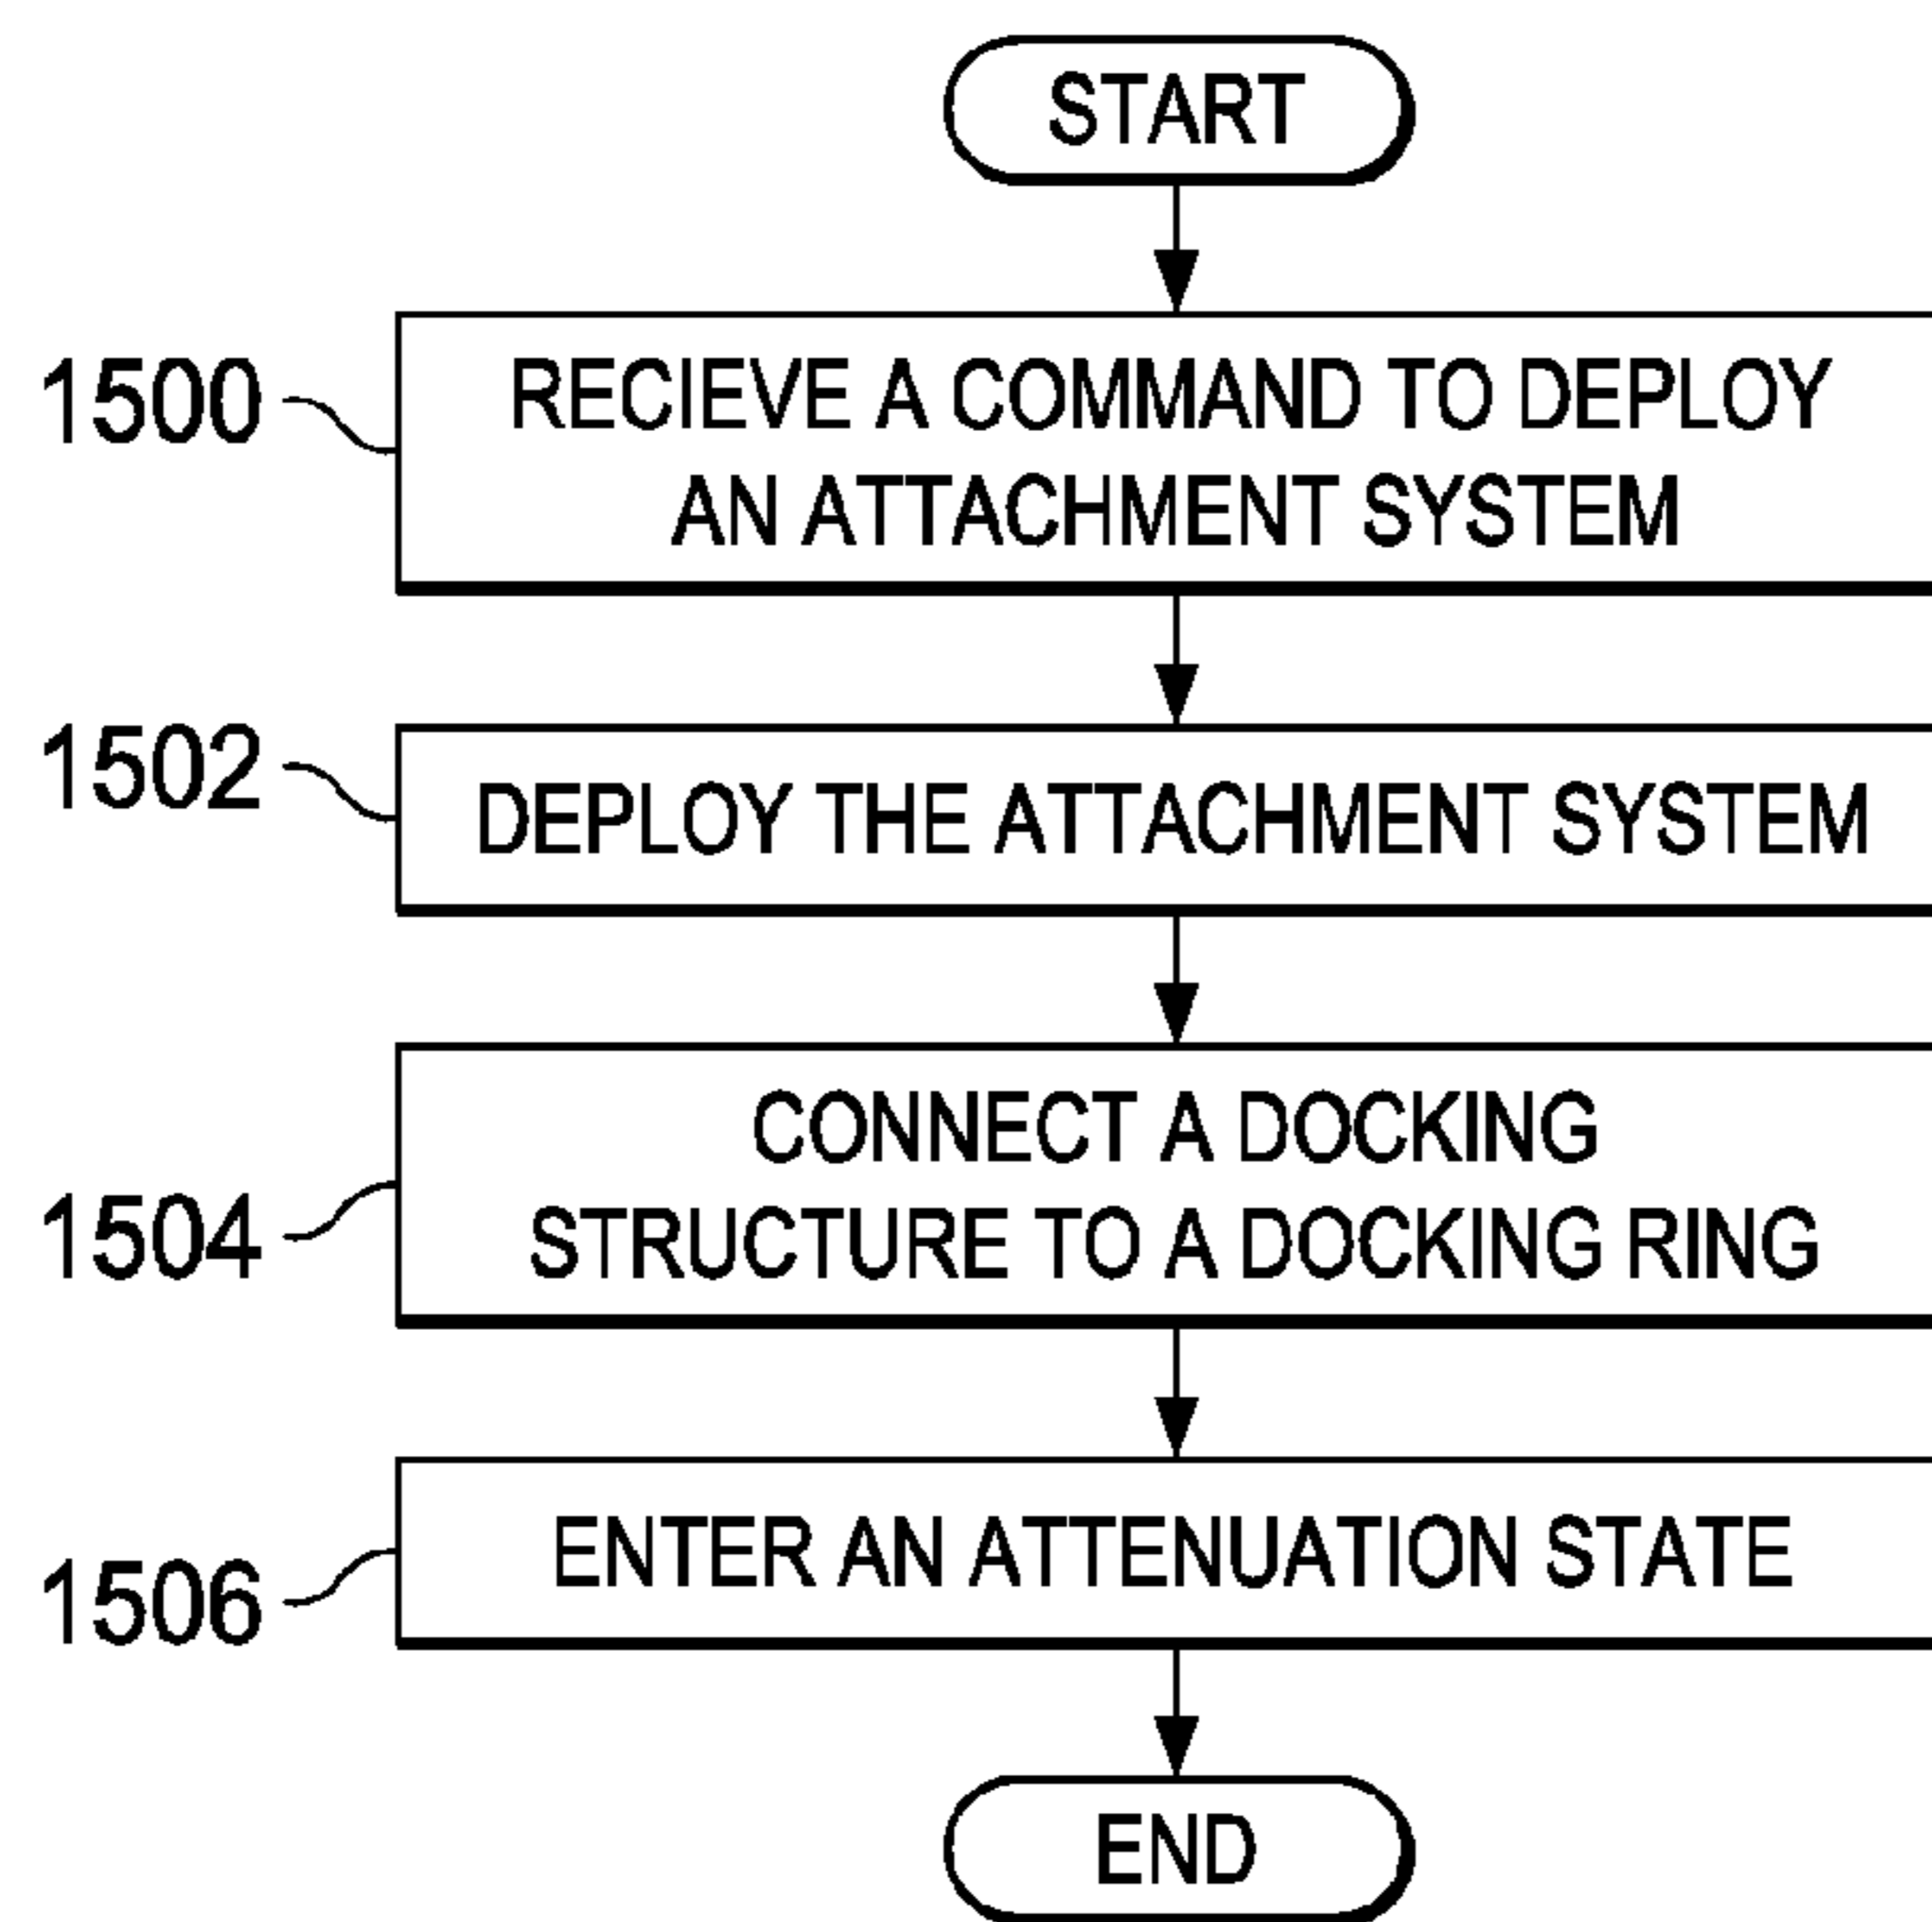 START
1500
RECIEVE A COMMAND TO DEPLOY
AN ATTACHMENT SYSTEM
1502
DEPLOY THE ATTACHMENT SYSTEM
CONNECT A DOCKING
1504
STRUCTURE TO A DOCKING RING
1506
ENTER AN ATTENUATION STATE
END